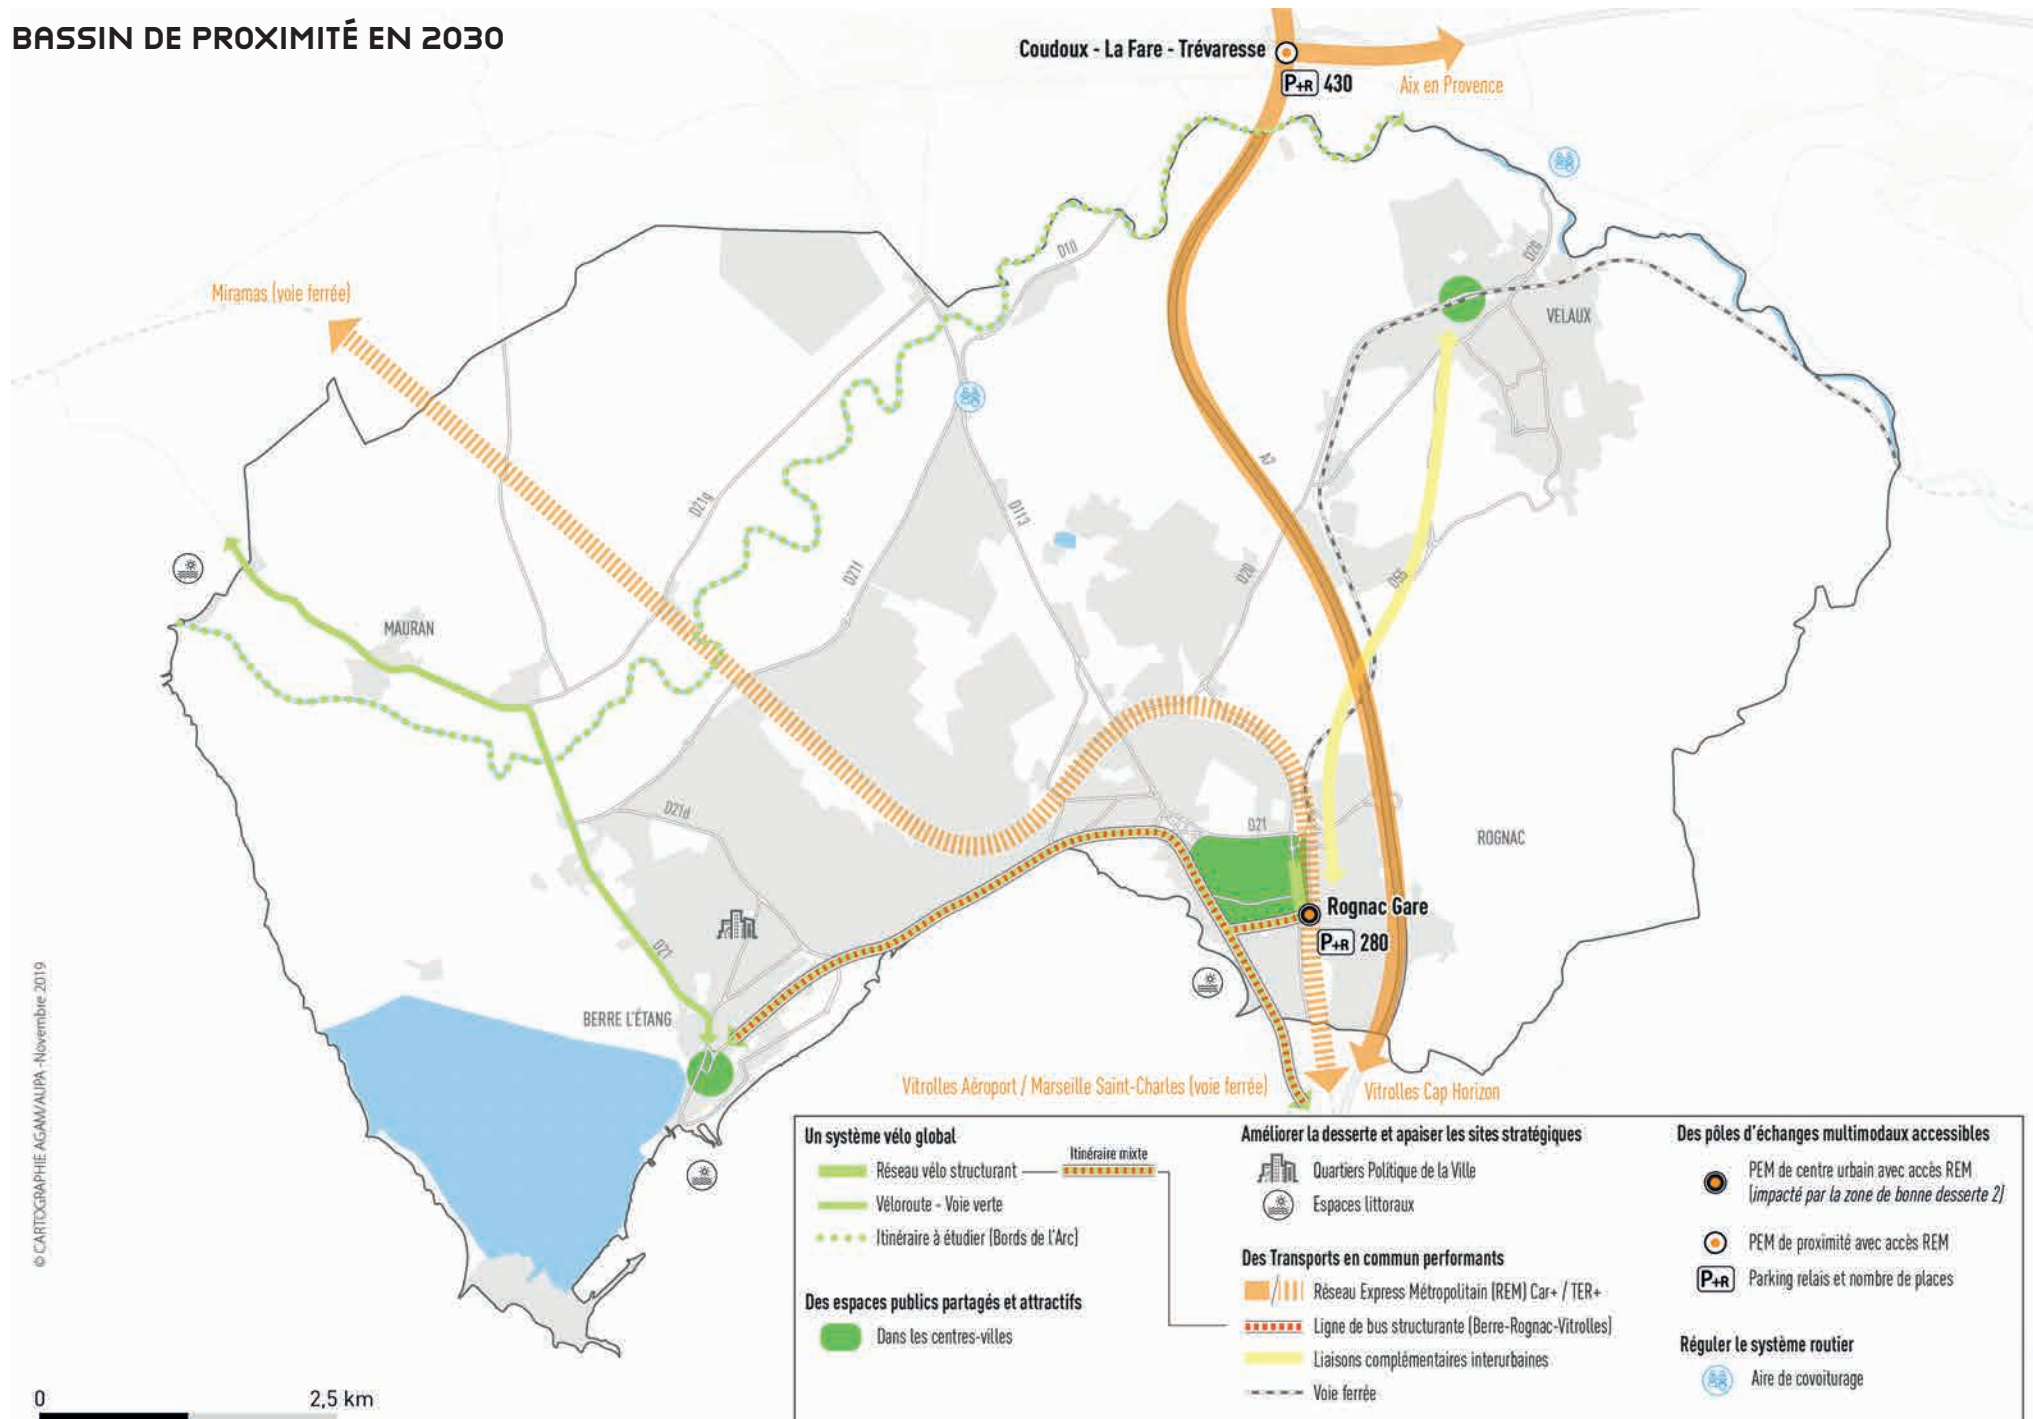 BASSIN DE PROXIMITÉ EN 2030
Coudoux - La Fare - Trévaresse
P+R 430
Aix en Provence
Miramas (voie ferrée)
D10
D20
VELAUX
A7
D21g
D113
D21f
D20
D55
MAURAN
D21d
D21
ROGNAC
Rognac Gare
P+R 280
D21
BERRE L'ÉTANG
Vitrolles Aéroport / Marseille Saint-Charles (voie ferrée)
Vitrolles Cap Horizon
© CARTOGRAPHIE AGAM/AUPA -Novembre 2019
0 2,5 km
Un système vélo global
Réseau vélo structurant
Itinéraire mixte
Véloroute - Voie verte
Itinéraire à étudier (Bords de l'Arc)
Des espaces publics partagés et attractifs
Dans les centres-villes
Améliorer la desserte et apaiser les sites stratégiques
Quartiers Politique de la Ville
Espaces littoraux
Des Transports en commun performants
Réseau Express Métropolitain (REM) Car+ / TER+
Ligne de bus structurante (Berre-Rognac-Vitrolles)
Liaisons complémentaires interurbaines
Voie ferrée
Des pôles d'échanges multimodaux accessibles
PEM de centre urbain avec accès REM
(impacté par la zone de bonne desserte 2)
PEM de proximité avec accès REM
P+R Parking relais et nombre de places
Réguler le système routier
Aire de covoiturage